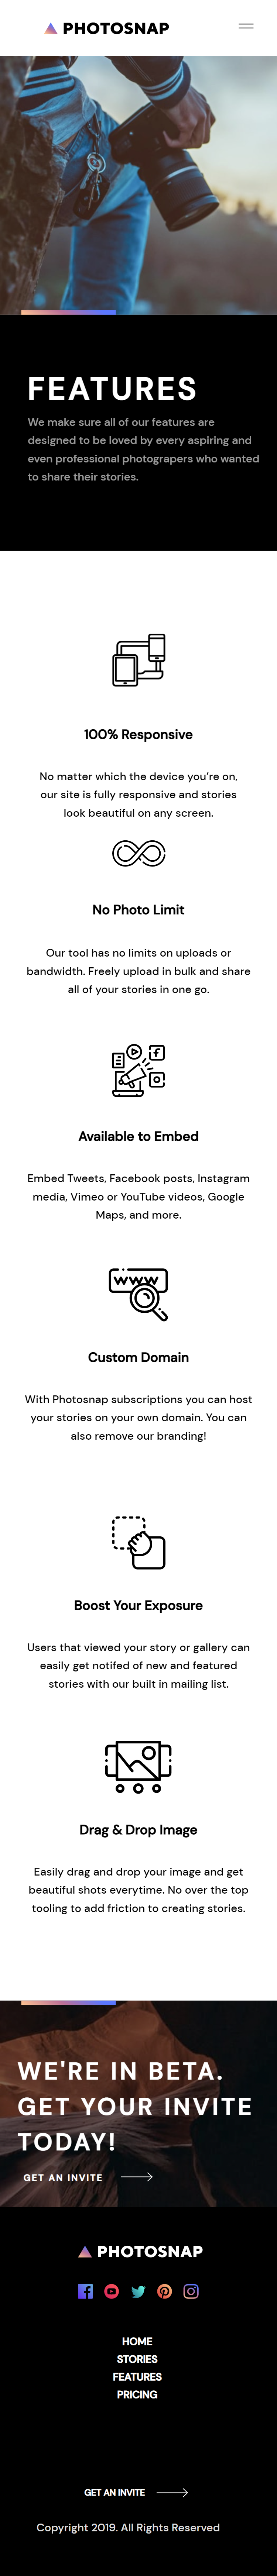 PHOTOSNAP
FEATURES
We make sure all of our features are
designed to be loved by every aspiring and
even professional photograpers who wanted
to share their stories.
100% Responsive
No matter which the device you’re on,
our site is fully responsive and stories
look beautiful on any screen.
No Photo Limit
Our tool has no limits on uploads or
bandwidth. Freely upload in bulk and share
all of your stories in one go.
Available to Embed
Embed Tweets, Facebook posts, Instagram
media, Vimeo or YouTube videos, Google
Maps, and more.
www
Custom Domain
With Photosnap subscriptions you can host
your stories on your own domain. You can
also remove our branding!
Boost Your Exposure
Users that viewed your story or gallery can
easily get notifed of new and featured
stories with our built in mailing list.
Drag & Drop Image
Easily drag and drop your image and get
beautiful shots everytime. No over the top
tooling to add friction to creating stories.
WE'RE IN BETA.
GET YOUR INVITE
TODAY!
GET AN INVITE
PHOTOSNAP
HOME
STORIES
FEATURES
PRICING
GET AN INVITE
Copyright 2019. All Rights Reserved